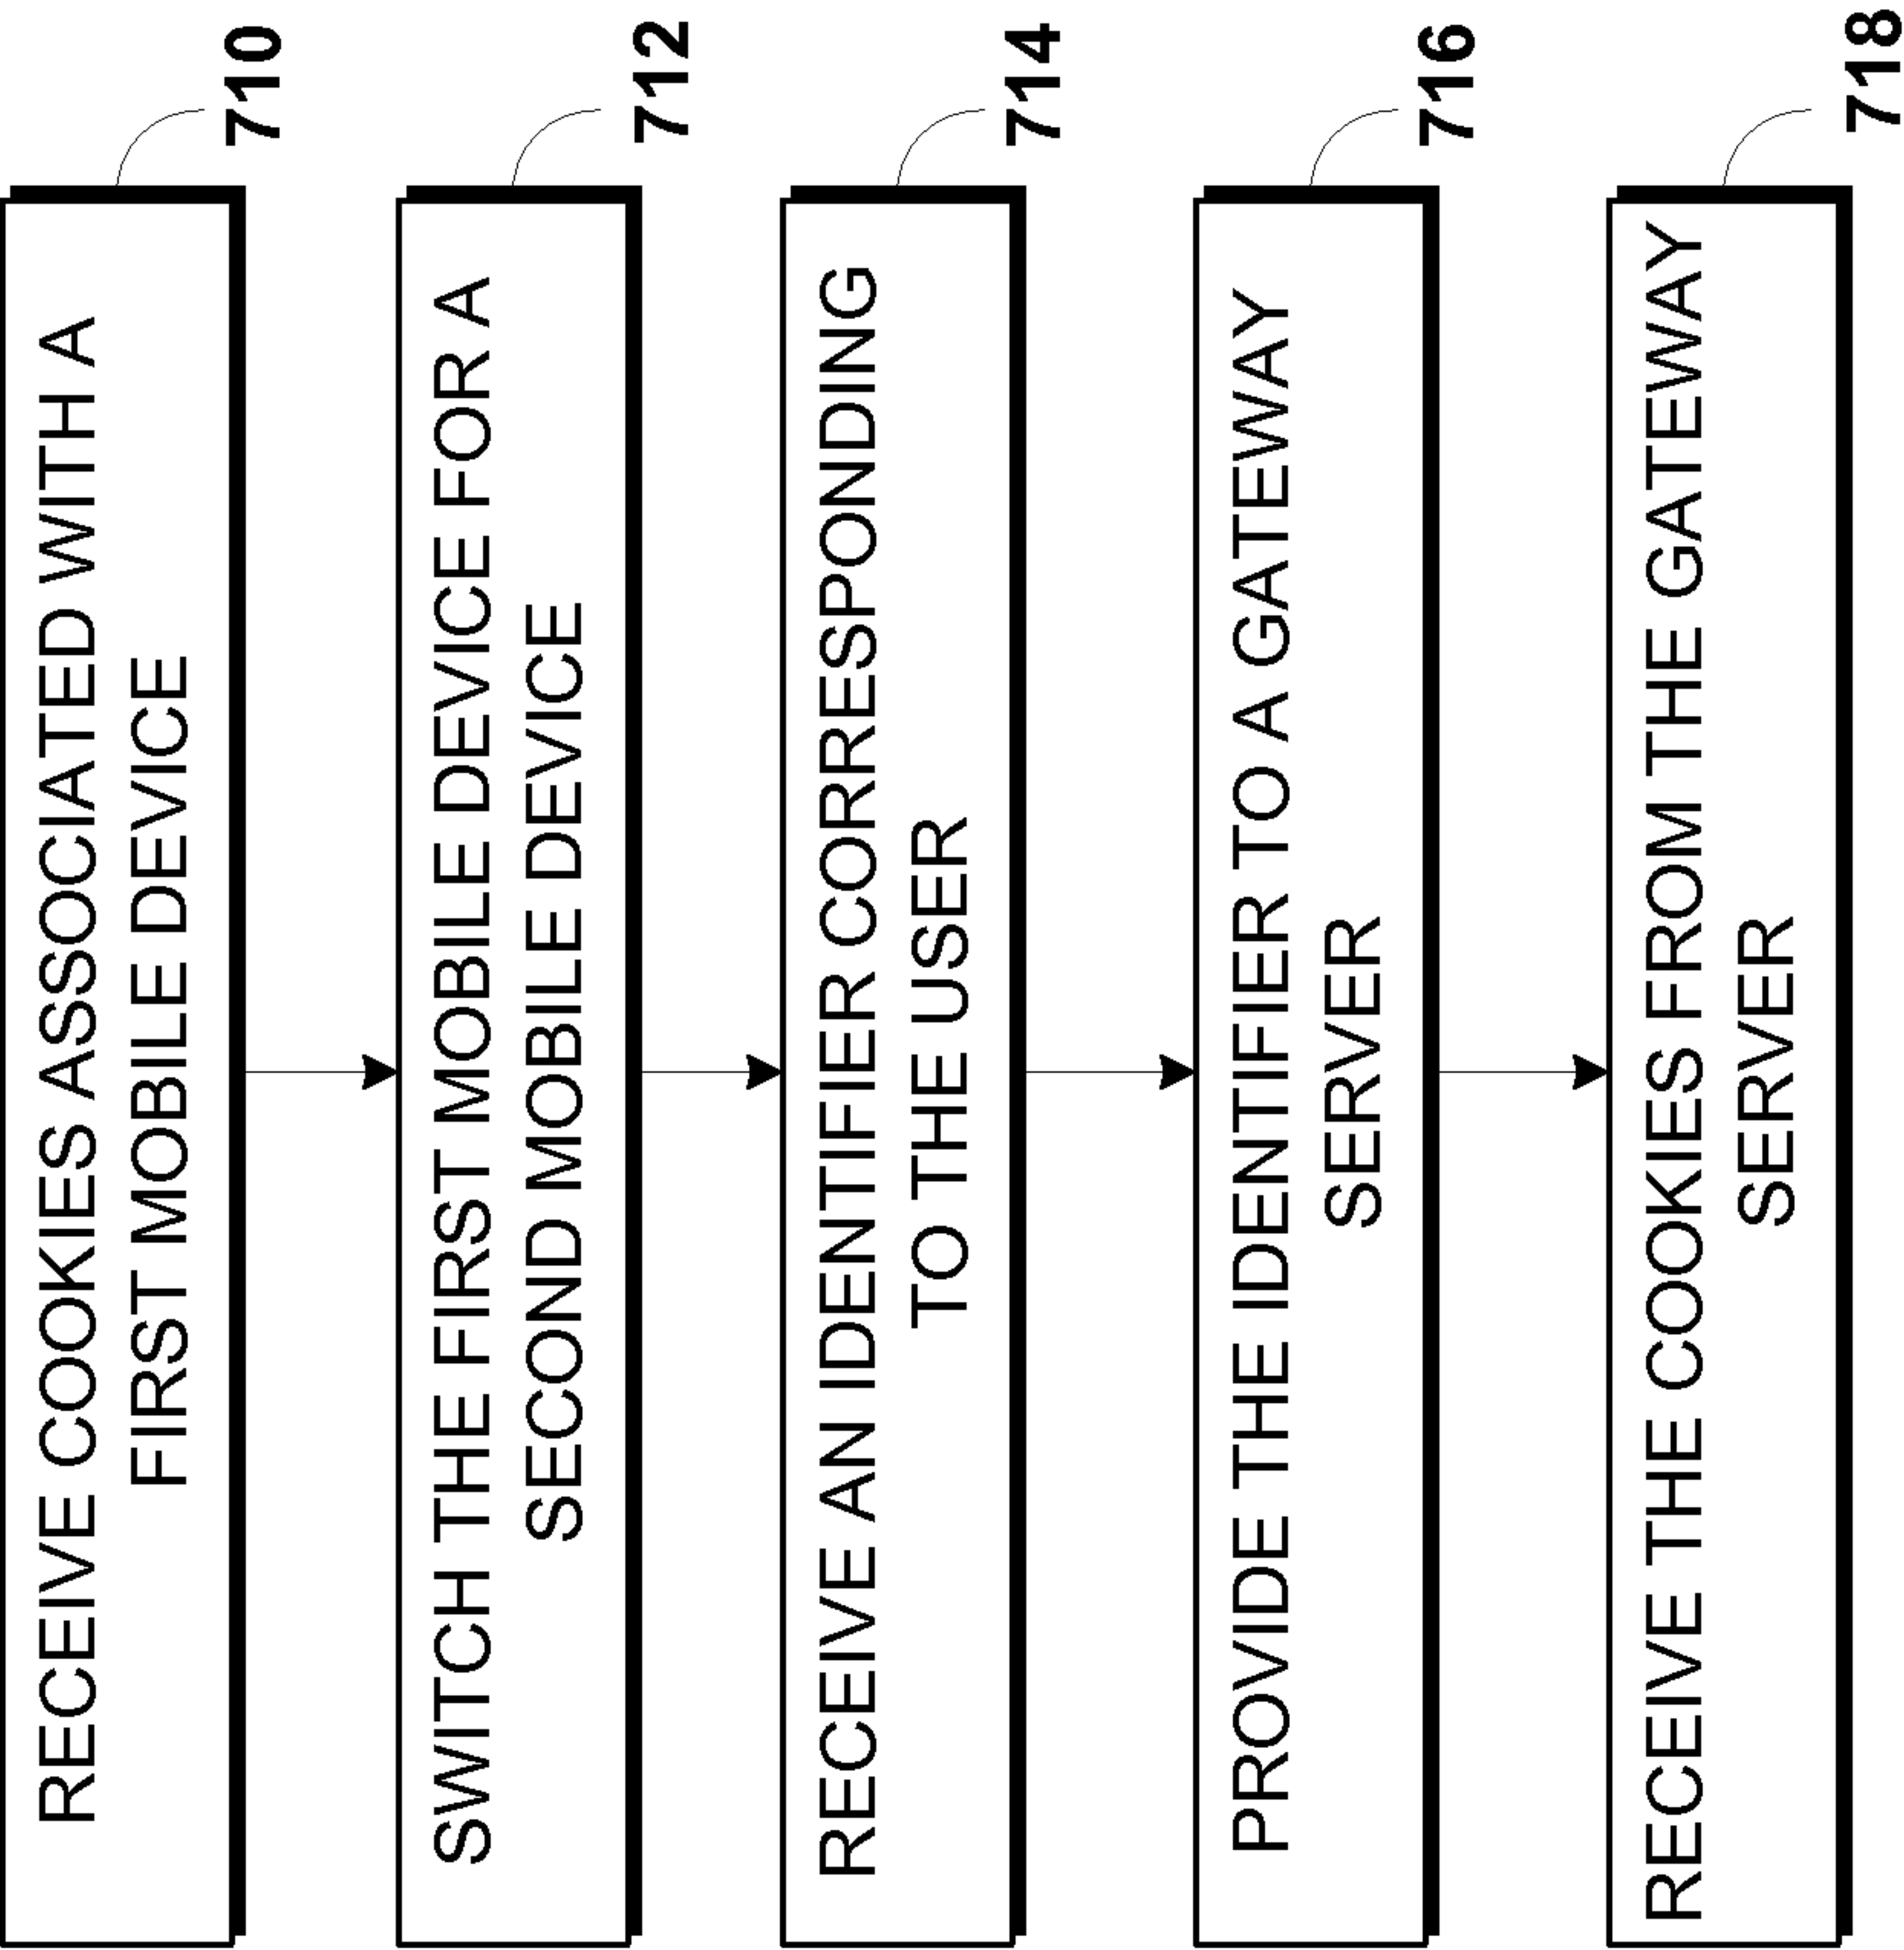 RECEIVE COOKIES ASSOCIATED WITH A
FIRST MOBILE DEVICE
710
SWITCH THE FIRST MOBILE DEVICE FOR A
SECOND MOBILE DEVICE
712
RECEIVE AN IDENTIFIER CORRESPONDING
TO THE USER
714
PROVIDE THE IDENTIFIER TO A GATEWAY
SERVER
716
RECEIVE THE COOKIES FROM THE GATEWAY
SERVER
718